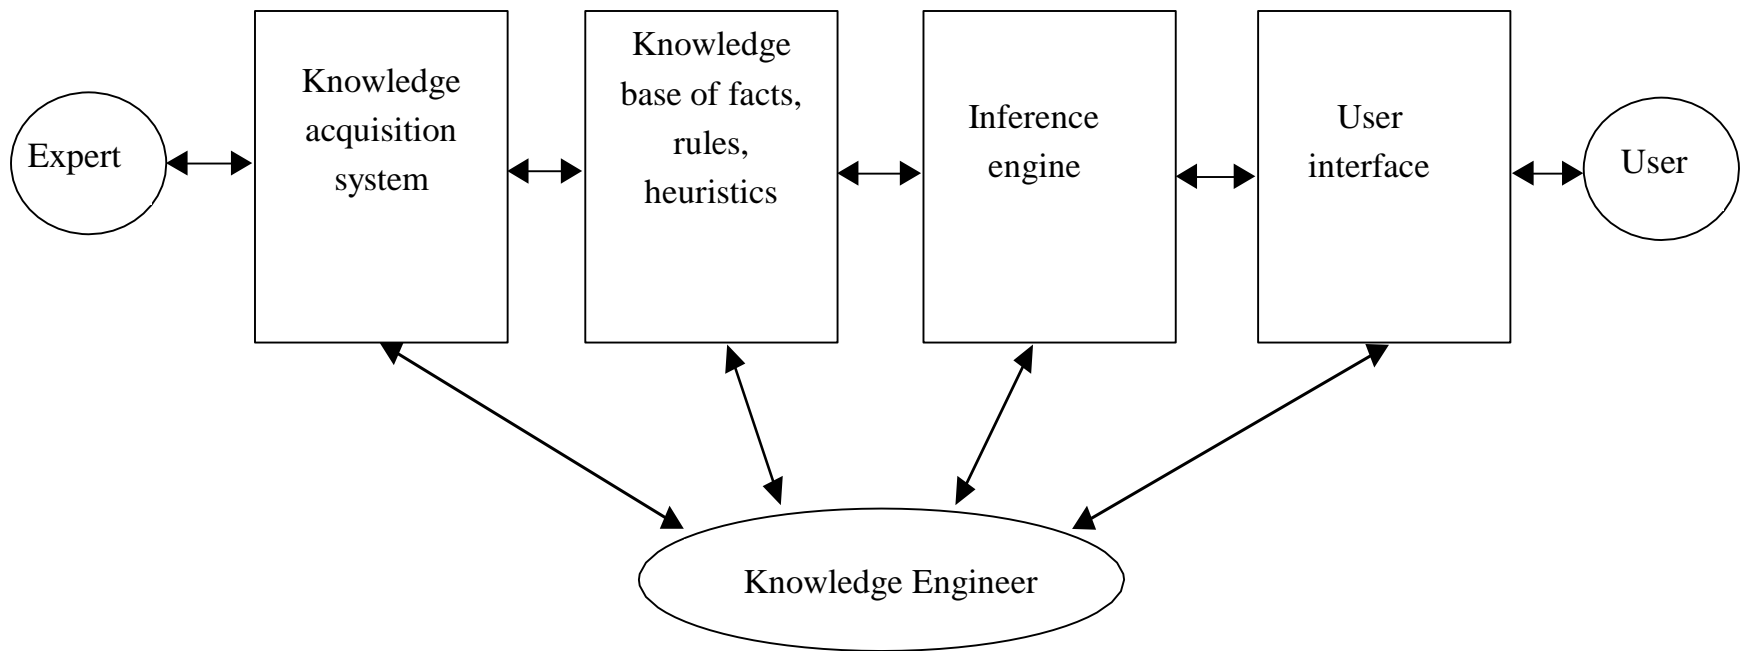 Expert
Knowledge
acquisition
system
Knowledge
base of facts,
rules,
heuristics
Inference
engine
User
interface
User
Knowledge Engineer